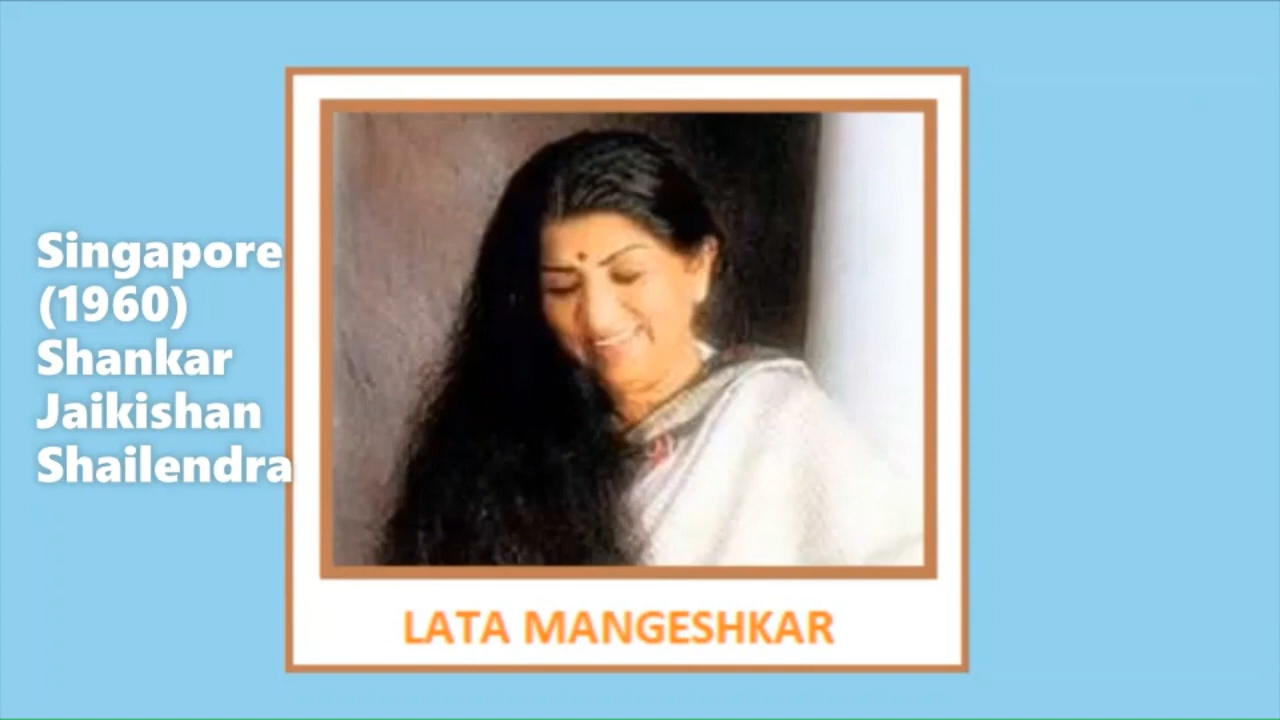 Singapore
(1960)
Shankar
Jaikishan
Shailendra
LATA MANGESHKAR